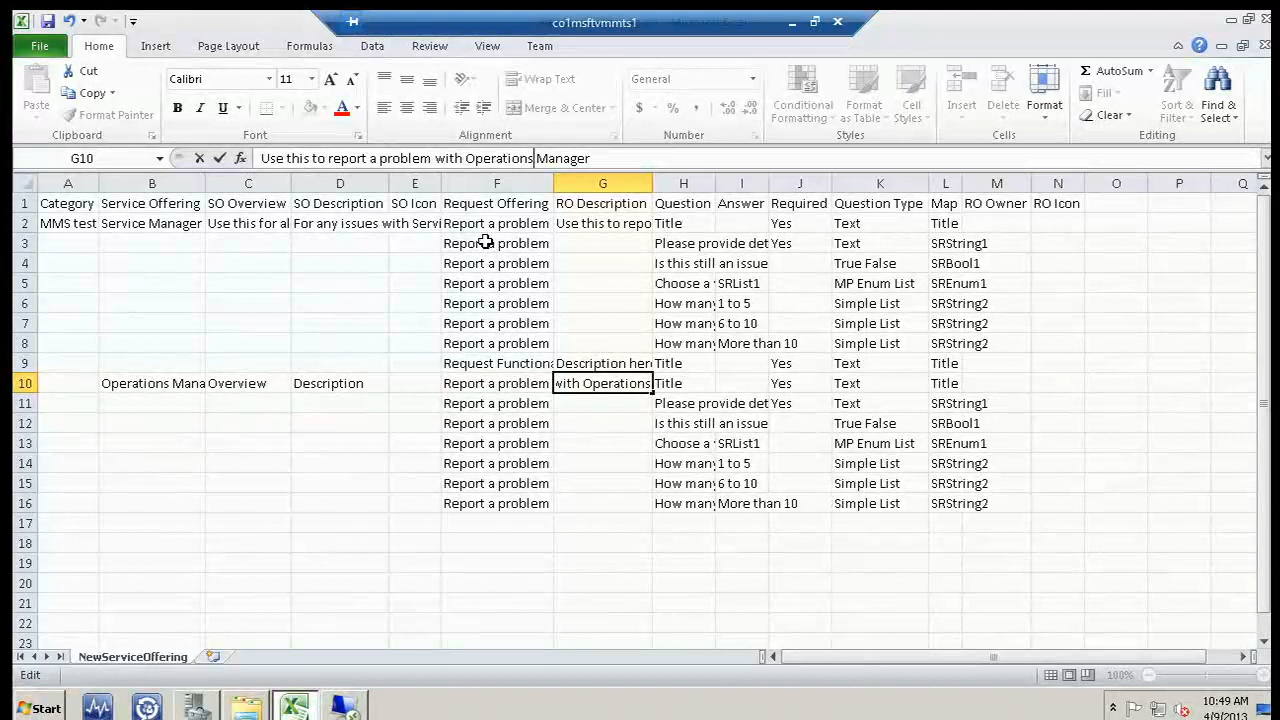 co1msftvmmts1
File Home Insert Page Layout Formulas Data Review View Team
Paste Cut Copy Format Painter
Calibri 11 B I U A
Wrap Text Merge & Center
General $ %
Conditional Formatting Format as Table Cell Styles
Insert Delete Format
AutoSum Fill Clear Sort & Filter Find & Select
Clipboard Font Alignment Number Styles Cells Editing
G10 fx Use this to report a problem with Operations Manager
A B C D E F G H I J K L M N O P Q
1 Category Service Offering SO Overview SO Description SO Icon Request Offering RO Description Question Answer Required Question Type Map RO Owner RO Icon
2 MMS test Service Manager Use this for al For any issues with Servi Report a problem Use this to repo Title Yes Text Title
3 Report a problem Please provide det Yes Text SRString1
4 Report a problem Is this still an issue True False SRBool1
5 Report a problem Choose a SRList1 MP Enum List SREnum1
6 Report a problem How many 1 to 5 Simple List SRString2
7 Report a problem How many 6 to 10 Simple List SRString2
8 Report a problem How many More than 10 Simple List SRString2
9 Request Functiona Description her Title Yes Text Title
10 Operations Mana Overview Description Report a problem with Operations Title Yes Text Title
11 Report a problem Please provide det Yes Text SRString1
12 Report a problem Is this still an issue True False SRBool1
13 Report a problem Choose a SRList1 MP Enum List SREnum1
14 Report a problem How many 1 to 5 Simple List SRString2
15 Report a problem How many 6 to 10 Simple List SRString2
16 Report a problem How many More than 10 Simple List SRString2
17
18
19
20
21
22
23
NewServiceOffering
Edit 100%
Start 10:49 AM
4/9/2013